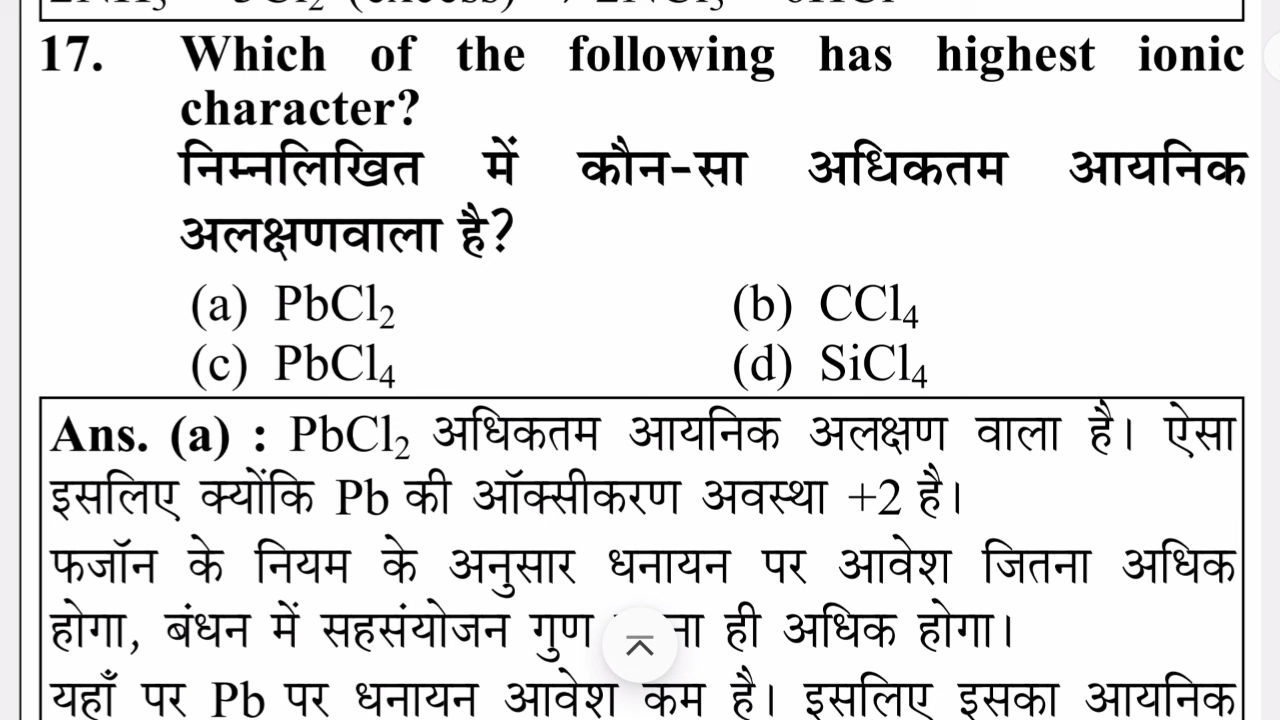 17. Which of the following has highest ionic
character?
निम्नलिखित में कौन-सा अधिकतम आयनिक
अलक्षणवाला है?
(a) PbCl₂ (b) CCl₄
(c) PbCl₄ (d) SiCl₄
Ans. (a) : PbCl₂ अधिकतम आयनिक अलक्षण वाला है। ऐसा
इसलिए क्योंकि Pb की ऑक्सीकरण अवस्था +2 है।
फजॉन के नियम के अनुसार धनायन पर आवेश जितना अधिक
होगा, बंधन में सहसंयोजन गुण ही अधिक होगा।
यहाँ पर Pb पर धनायन आवेश कम है। इसलिए इसका आयनिक